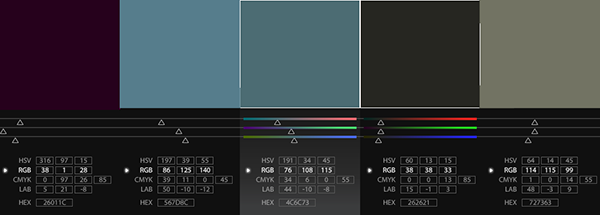 HSV 316 1 15
RGB 38 1 28
CMYK 0 97 26 85
LAB 5 21 -8
HEX 26011C
HSV 197 39 55
RGB 86 125 140
CMYK 39 11 0 45
LAB 50 -10 -12
HEX 567D8C
HSV 191 34 45
RGB 76 108 115
CMYK 34 6 0 54
LAB 44 -10 -8
HEX 4C6C73
HSV 60 13 15
RGB 38 38 33
CMYK 0 0 13 85
LAB 15 -1 3
HEX 262621
HSV 64 14 45
RGB 114 115 99
CMYK 1 0 14 55
LAB 48 -3 9
HEX 727363